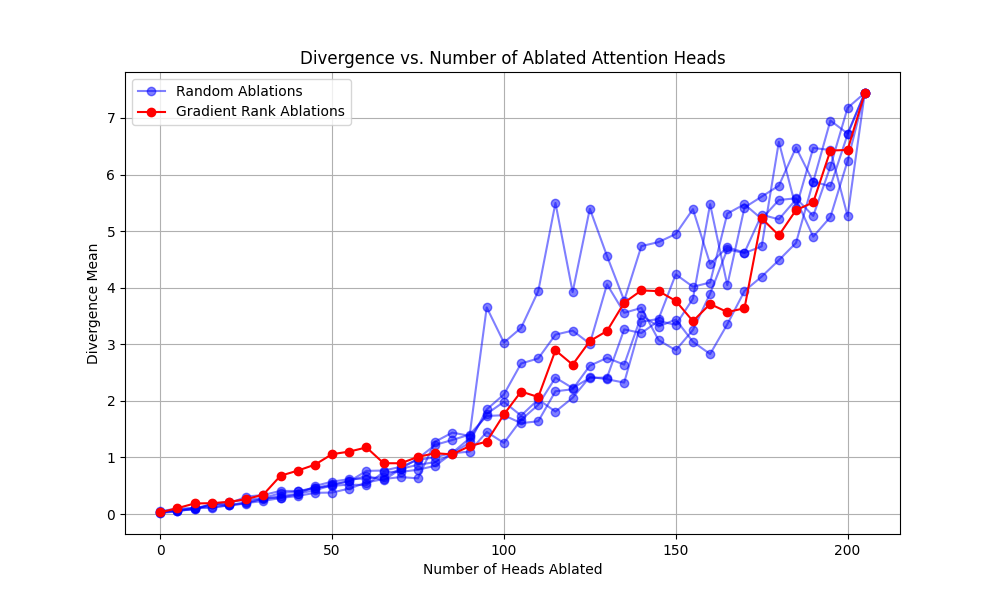 Divergence vs. Number of Ablated Attention Heads
Random Ablations
Gradient Rank Ablations
Divergence Mean
7
6
5
4
3
2
1
0
0 50 100 150 200
Number of Heads Ablated